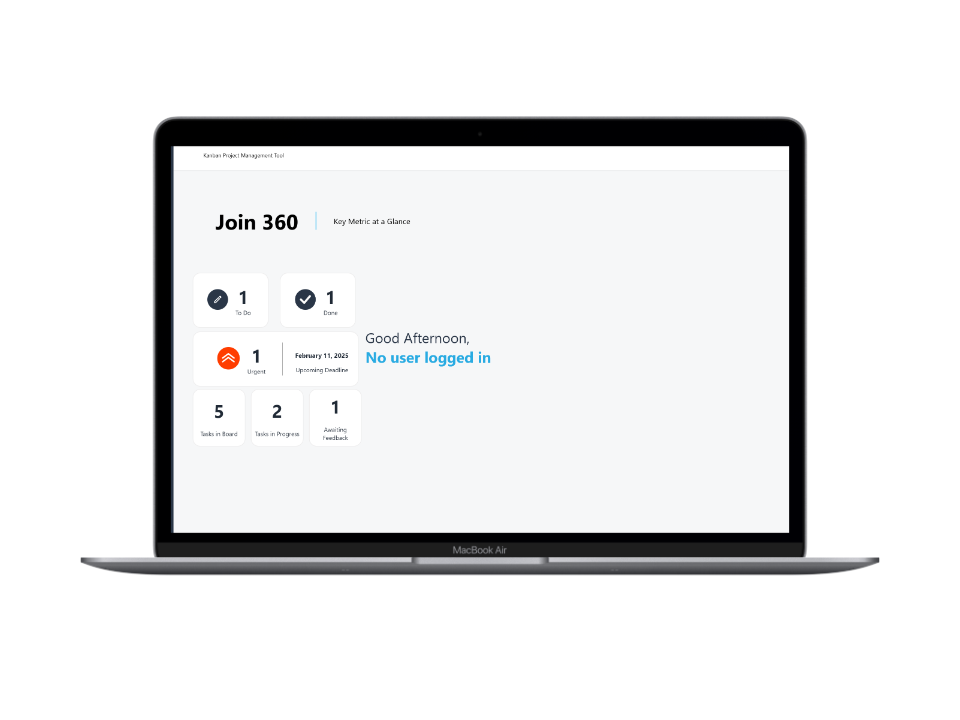 Kanban Project Management Tool
Join 360
Key Metric at a Glance
1
To Do
1
Done
1
Urgent
February 11, 2025
Upcoming Deadline
5
Tasks in Board
2
Tasks in Progress
1
Awaiting
Feedback
Good Afternoon,
No user logged in
MacBook Air